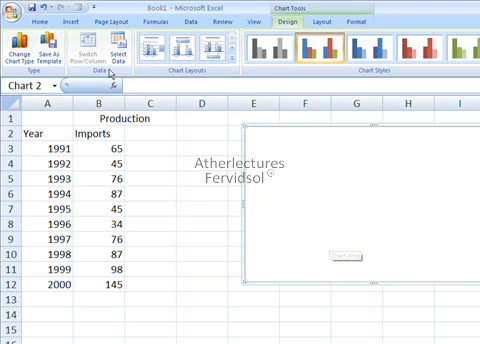 Book1 - Microsoft Excel
Chart Tools
Home
Insert
Page Layout
Formulas
Data
Review
View
Design
Layout
Format
Change Chart Type
Save As Template
Switch Row/Column
Select Data
Type
Data
Chart Layouts
Chart Styles
Chart 2
fx
A B C D E F G H I
1 Production
2 Year Imports
3 1991 65
4 1992 45
5 1993 76
6 1994 87
7 1995 45
8 1996 34
9 1997 76
10 1998 87
11 1999 98
12 2000 145
13
14
15
16
Atherlectures
Fervidsol
Chart Area